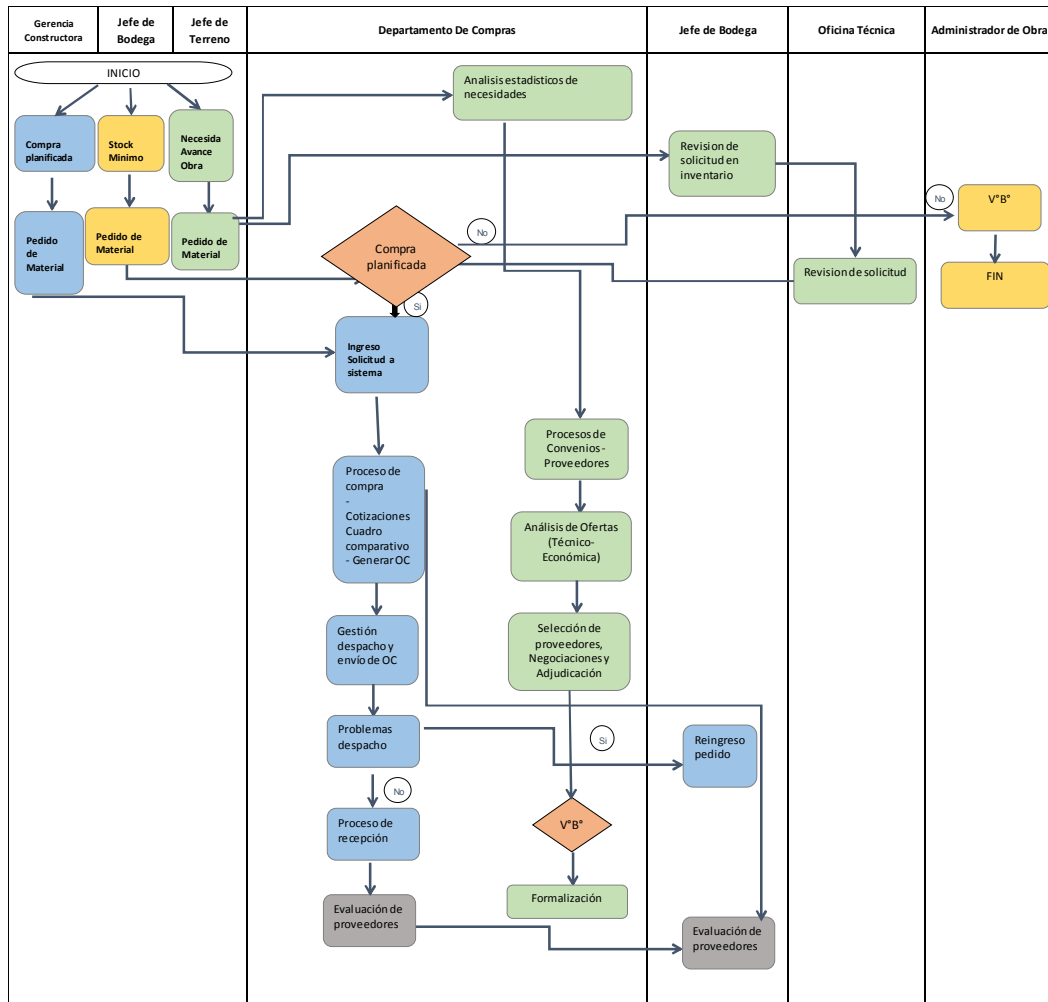 Gerencia
Constructora
Jefe de
Bodega
Jefe de
Terreno
Departamento De Compras
Jefe de Bodega
Oficina Técnica
Administrador de Obra
INICIO
Analisis estadisticos de
necesidades
Compra
planificada
Stock
Minimo
Necesida
Avance
Obra
Revision de
solicitud en
inventario
No
V°B°
Pedido
de
Material
Pedido de
Material
Pedido de
Material
Compra
planificada
No
Revision de solicitud
FIN
Si
Ingreso
Solicitud a
sistema
Procesos de
Convenios -
Proveedores
Proceso de
compra
-
Cotizaciones
Cuadro
comparativo
- Generar OC
Análisis de Ofertas
(Técnico-
Económica)
Gestión
despacho y
envío de OC
Selección de
proveedores,
Negociaciones y
Adjudicación
Problemas
despacho
Si
Reingreso
pedido
No
Proceso de
recepción
V°B°
Evaluación de
proveedores
Formalización
Evaluación de
proveedores